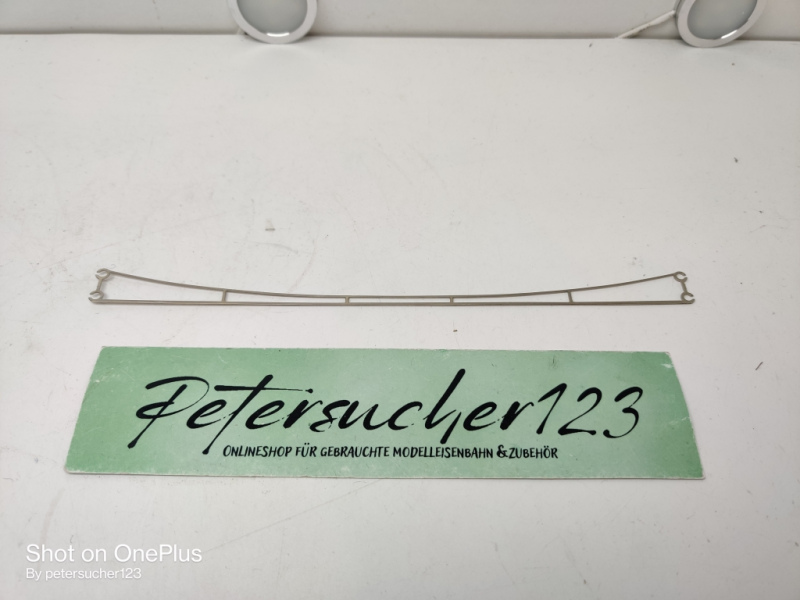 Petersucher123
ONLINESHOP FÜR GEBRAUCHTE MODELLEISENBAHN & ZUBEHÖR
Shot on OnePlus
By petersucher123